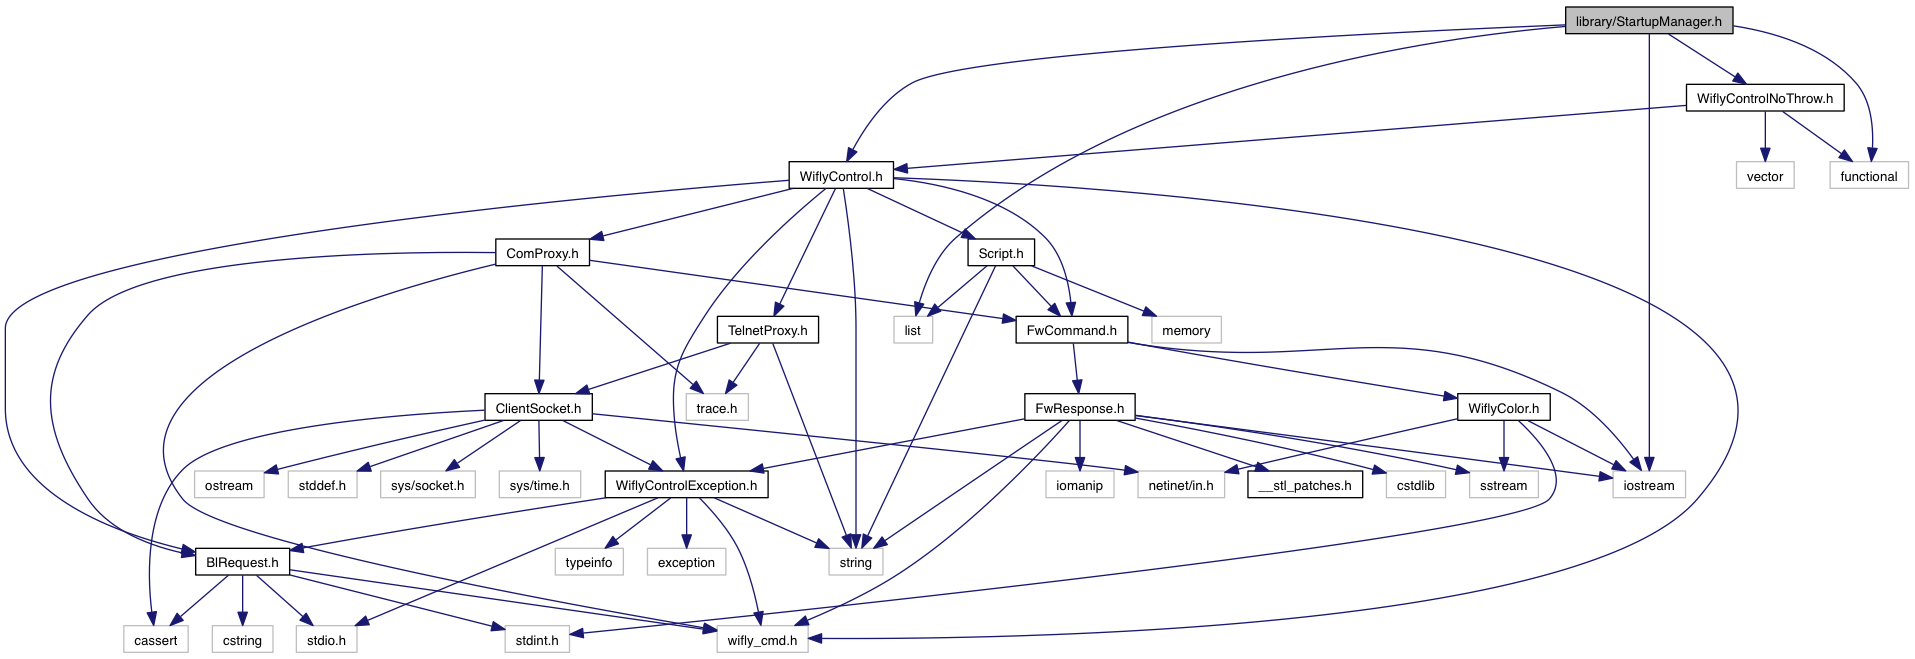 library/StartupManager.h
WiflyControlNoThrow.h
WiflyControl.h
vector
functional
ComProxy.h
Script.h
TelnetProxy.h
list
FwCommand.h
memory
ClientSocket.h
trace.h
FwResponse.h
WiflyColor.h
ostream
stddef.h
sys/socket.h
sys/time.h
WiflyControlException.h
iomanip
netinet/in.h
__stl_patches.h
cstdlib
sstream
iostream
BlRequest.h
typeinfo
exception
string
cassert
cstring
stdio.h
stdint.h
wifly_cmd.h